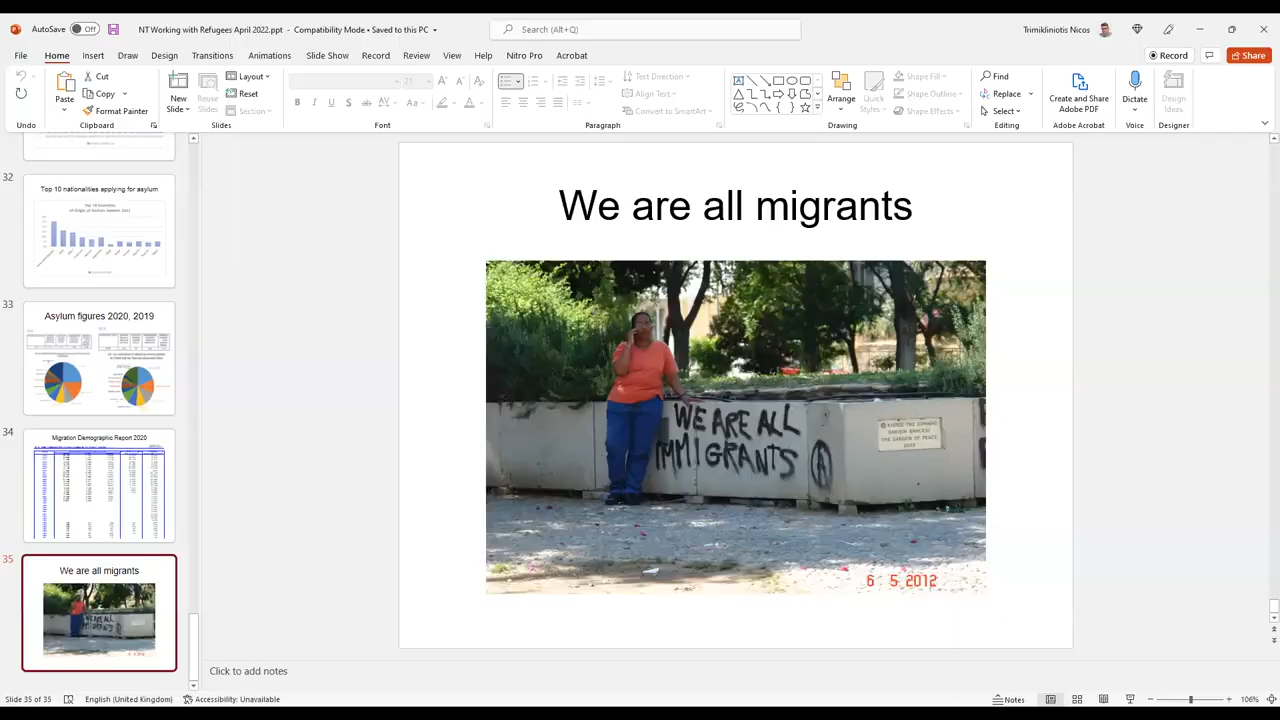 AutoSave Off NT Working with Refugees April 2022.ppt - Compatibility Mode • Saved to this PC Search (Alt+Q) Trimikliniotis Nicos
File Home Insert Draw Design Transitions Animations Slide Show Record Review View Help Nitro Pro Acrobat Record Share
Paste Cut Copy Format Painter
New Slide Reuse Slides Layout Reset Section
21
Aa
Text Direction Align Text Convert to SmartArt
Arrange Quick Styles Shape Fill Shape Outline Shape Effects
Find Replace Select
Create and Share Adobe PDF
Dictate
Design Ideas
Undo Clipboard Slides Font Paragraph Drawing Editing Adobe Acrobat Voice Designer
32
Top 10 nationalities applying for asylum
33
Asylum figures 2020, 2019
34
Migration Demographic Report 2020
35
We are all migrants
We are all migrants
WE ARE ALL
IMMIGRANTS
THE GARDEN OF PEACE
6 5 2012
Click to add notes
Slide 35 of 35 English (United Kingdom) Accessibility: Unavailable Notes 106%